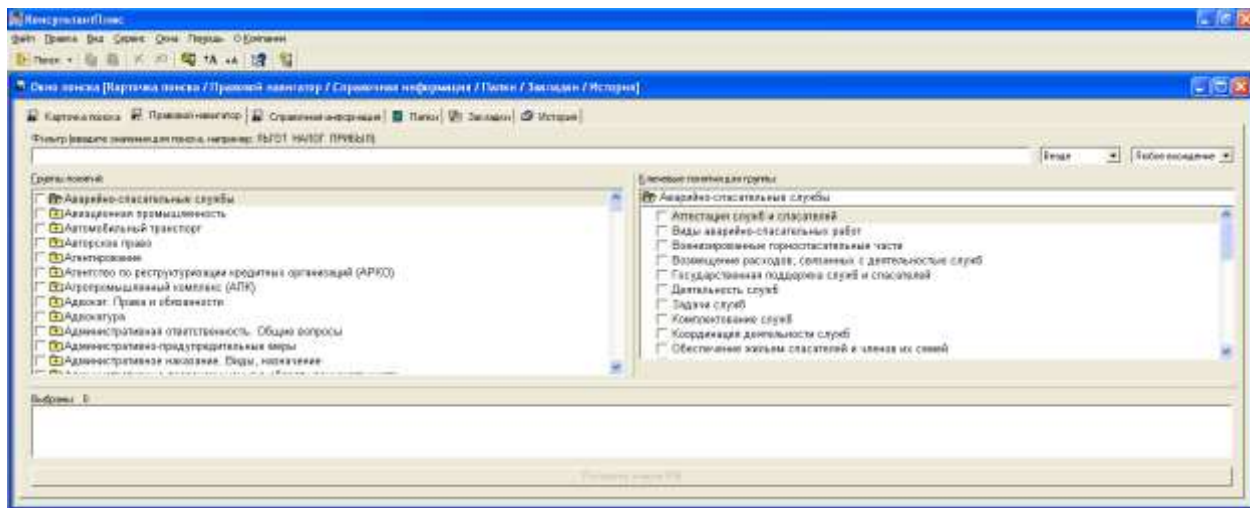 КонсультантПлюс
Файл Правка Вид Сервис Окна Помощь О Компании
Поиск
Окно поиска [Карточка поиска / Правовой навигатор / Справочная информация / Папки / Закладки / История]
Карточка поиска Правовой навигатор Справочная информация Папки Закладки История
Фильтр (введите значения для поиска, например: ЛЬГОТ НАЛОГ ПРИБЫЛ)
Везде Любое вхождение
Группы понятий: Ключевые понятия для группы:
Аварийно-спасательные службы Аварийно-спасательные службы
Авиационная промышленность Аттестация служб и спасателей
Автомобильный транспорт Виды аварийно-спасательных работ
Авторское право Военизированные горноспасательные части
Агентирование Возмещение расходов, связанных с деятельностью служб
Агентство по реструктуризации кредитных организаций (АРКО) Государственная поддержка служб и спасателей
Агропромышленный комплекс (АПК) Деятельность служб
Адвокат. Права и обязанности Задачи служб
Адвокатура Комплектование служб
Административная ответственность. Общие вопросы Координация деятельности служб
Административно-предупредительные меры Обеспечение жильем спасателей и членов их семей
Административное наказание. Виды, назначение
Выбраны: 0